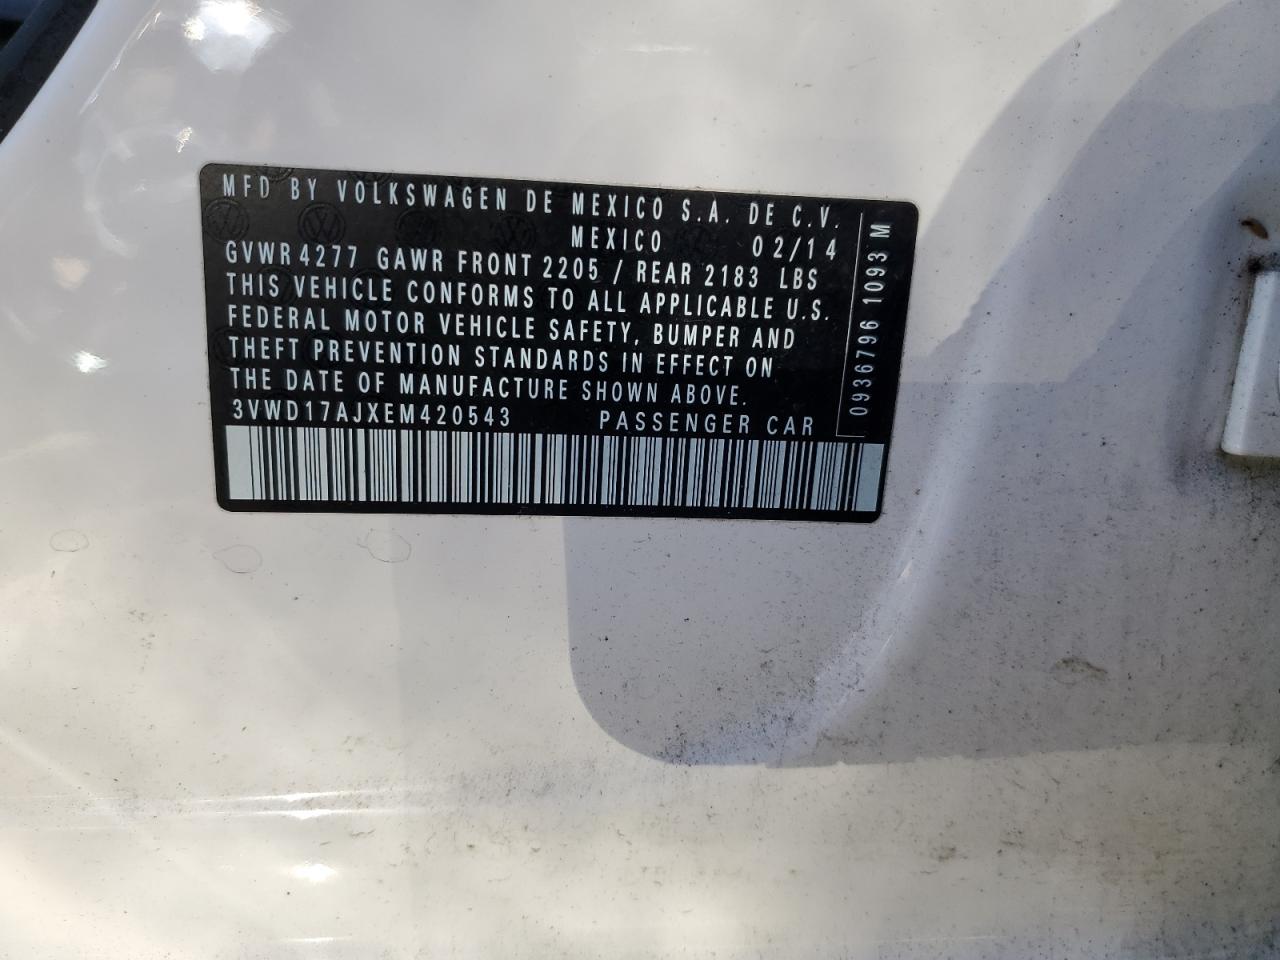 MFD BY VOLKSWAGEN DE MEXICO S.A. DE C.V.
MEXICO 02/14
GVWR 4277 GAWR FRONT 2205 / REAR 2183 LBS
THIS VEHICLE CONFORMS TO ALL APPLICABLE U.S.
FEDERAL MOTOR VEHICLE SAFETY, BUMPER AND
THEFT PREVENTION STANDARDS IN EFFECT ON
THE DATE OF MANUFACTURE SHOWN ABOVE.
3VWD17AJXEM420543 PASSENGER CAR
0936796 1093 M